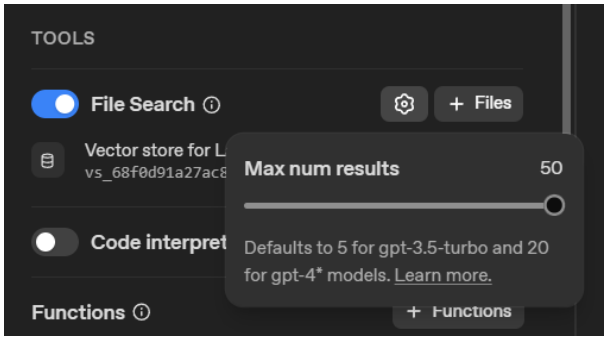 TOOLS
File Search
+ Files
Vector store for L
vs_68f0d91a27ac8
Max num results 50
Defaults to 5 for gpt-3.5-turbo and 20
for gpt-4* models. Learn more.
Code interpret
Functions
+ Functions